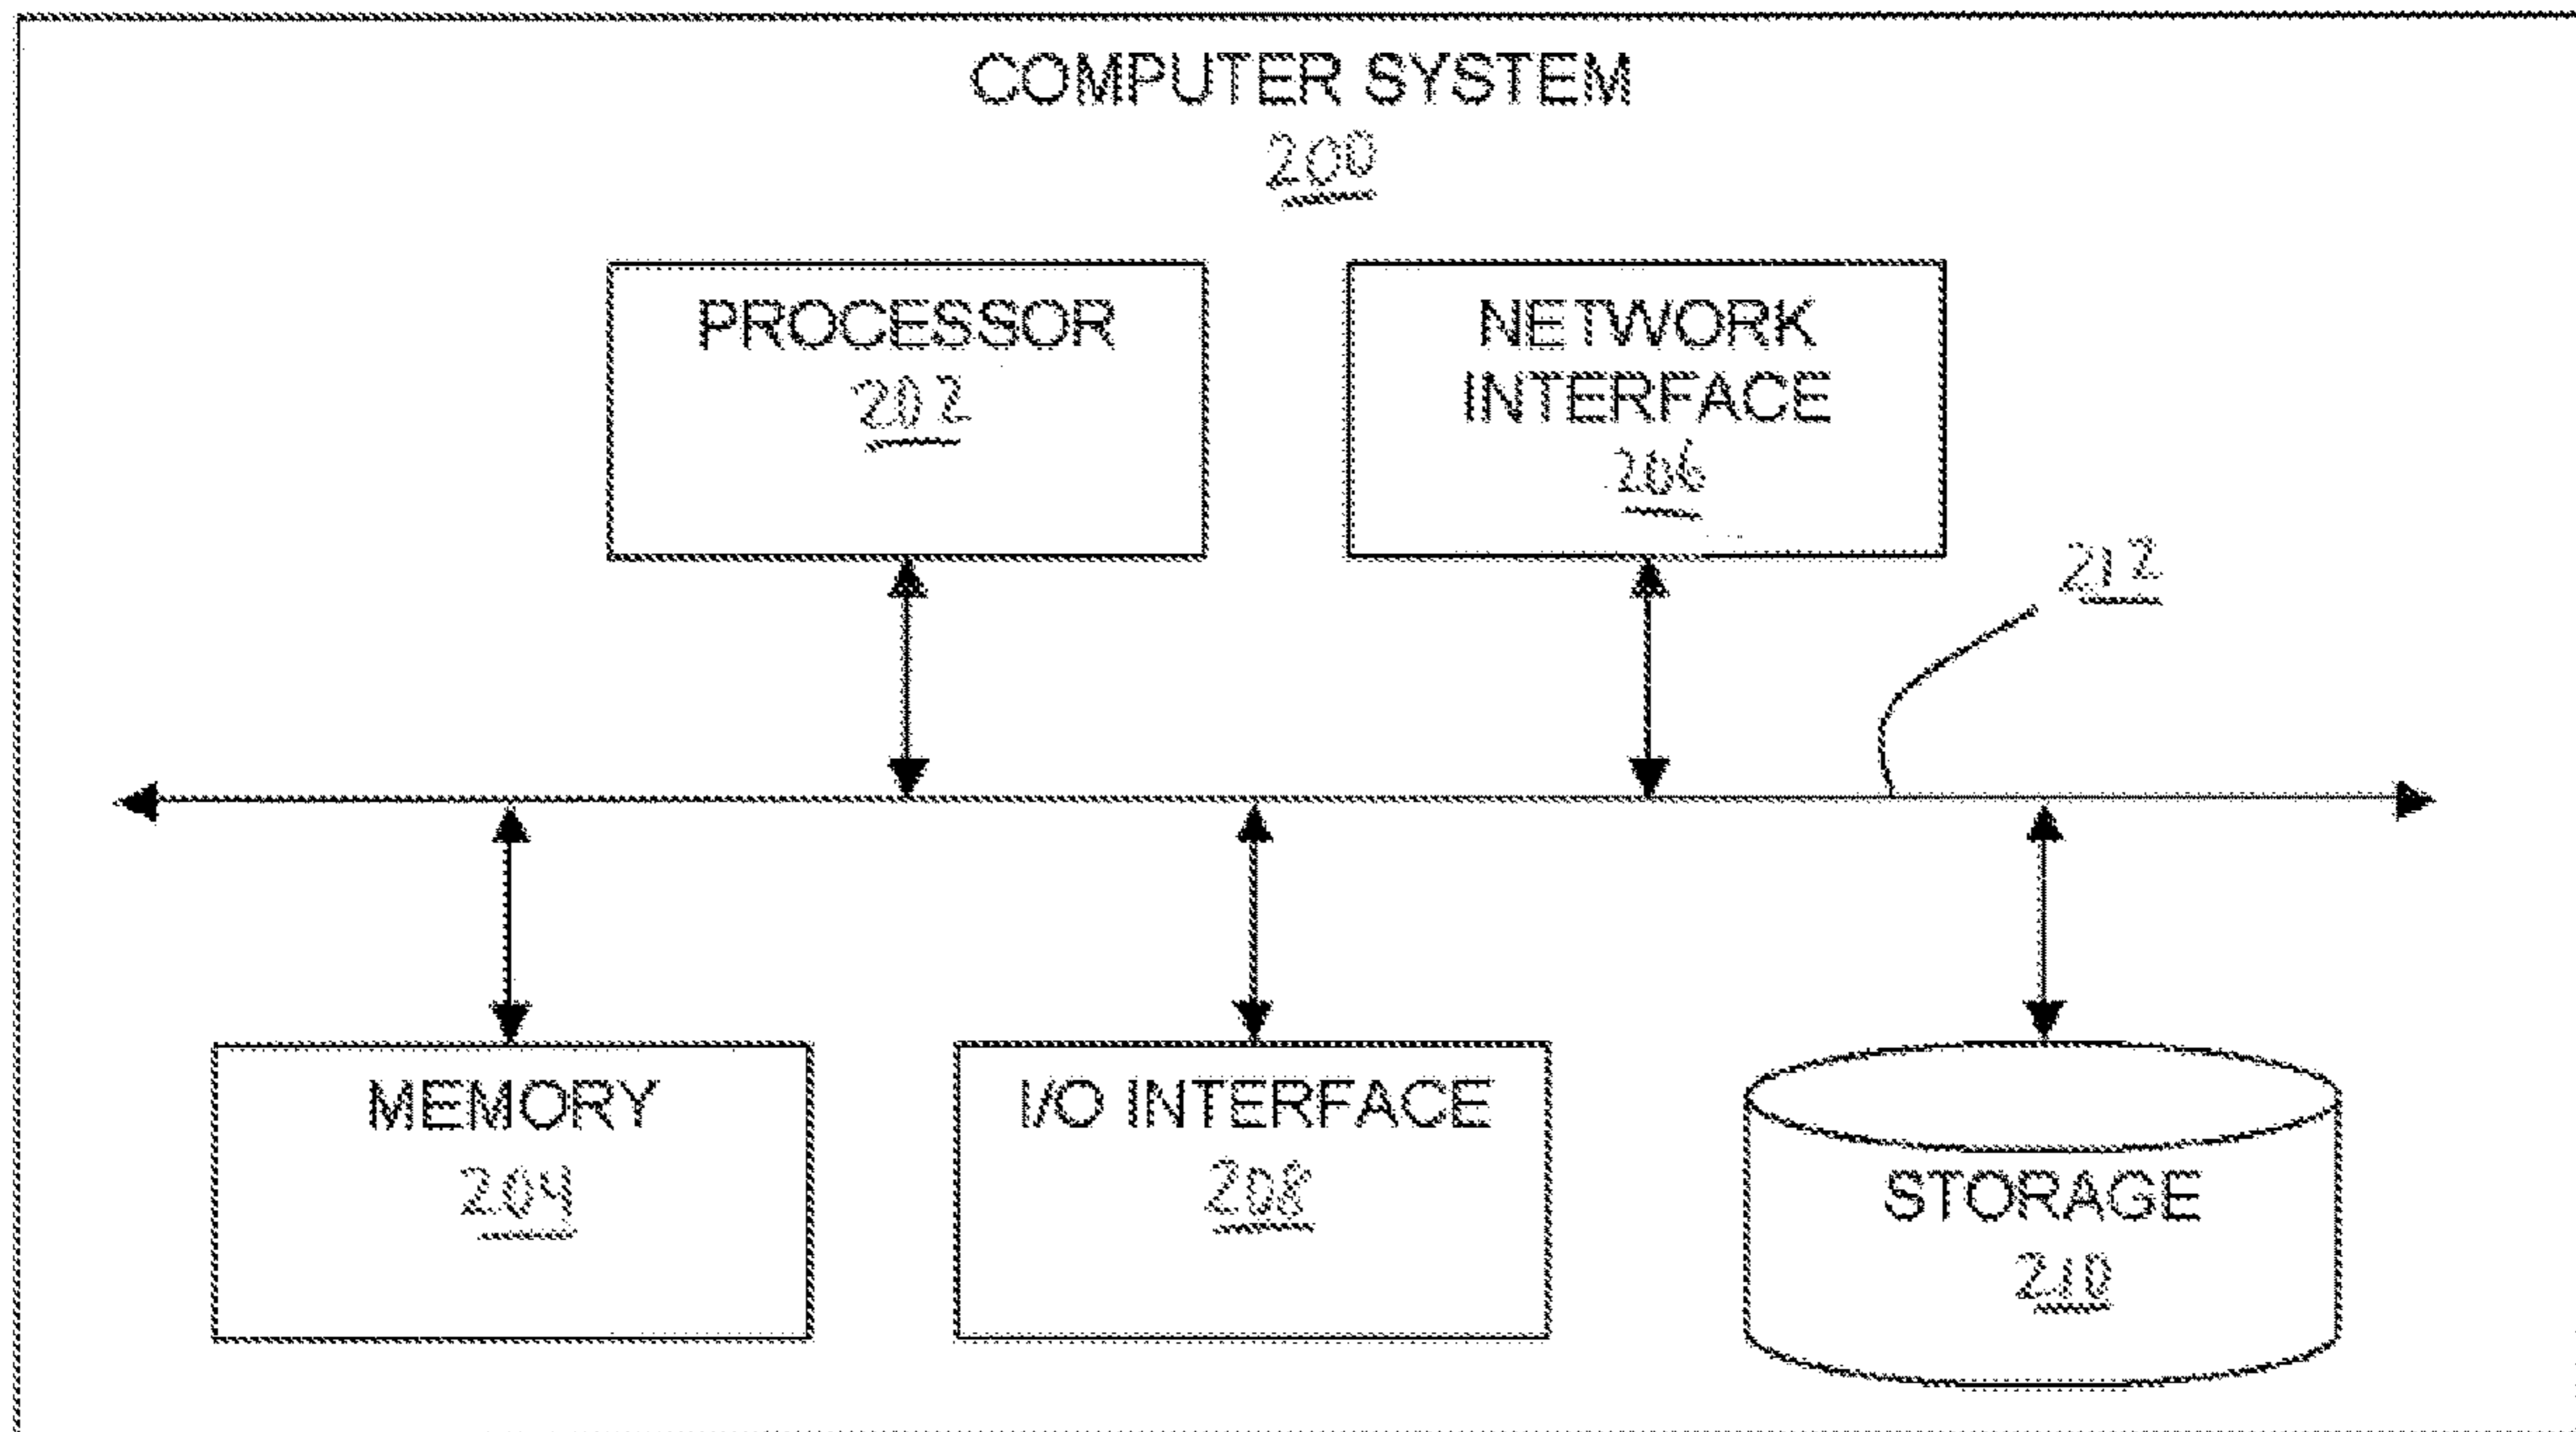 COMPUTER SYSTEM
200
PROCESSOR
202
NETWORK
INTERFACE
206
212
MEMORY
204
I/O INTERFACE
208
STORAGE
210